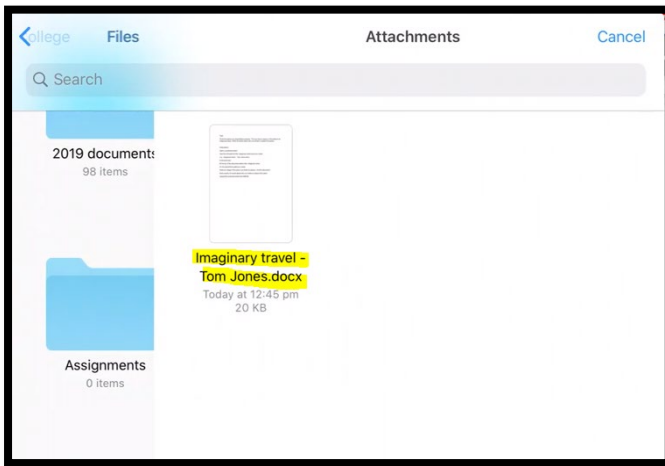 College Files Attachments Cancel
Search
2019 documents
98 items
Imaginary travel -
Tom Jones.docx
Today at 12:45 pm
20 KB
Assignments
0 items